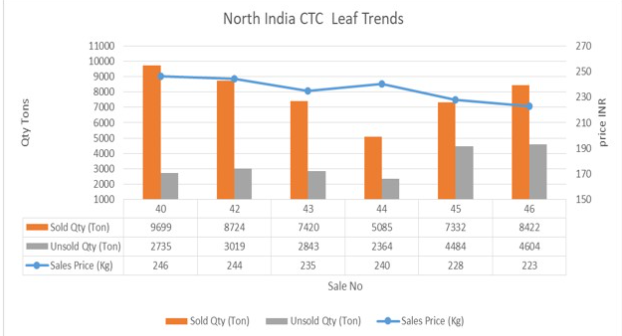 North India CTC Leaf Trends
11000
10000
9000
8000
7000
6000
5000
4000
3000
2000
1000
Qty Tons
270
250
230
210
190
170
150
price INR
40 42 43 44 45 46
Sold Qty (Ton) 9699 8724 7420 5085 7332 8422
Unsold Qty (Ton) 2735 3019 2843 2364 4484 4604
Sales Price (Kg) 246 244 235 240 228 223
Sale No
Sold Qty (Ton) Unsold Qty (Ton) Sales Price (Kg)